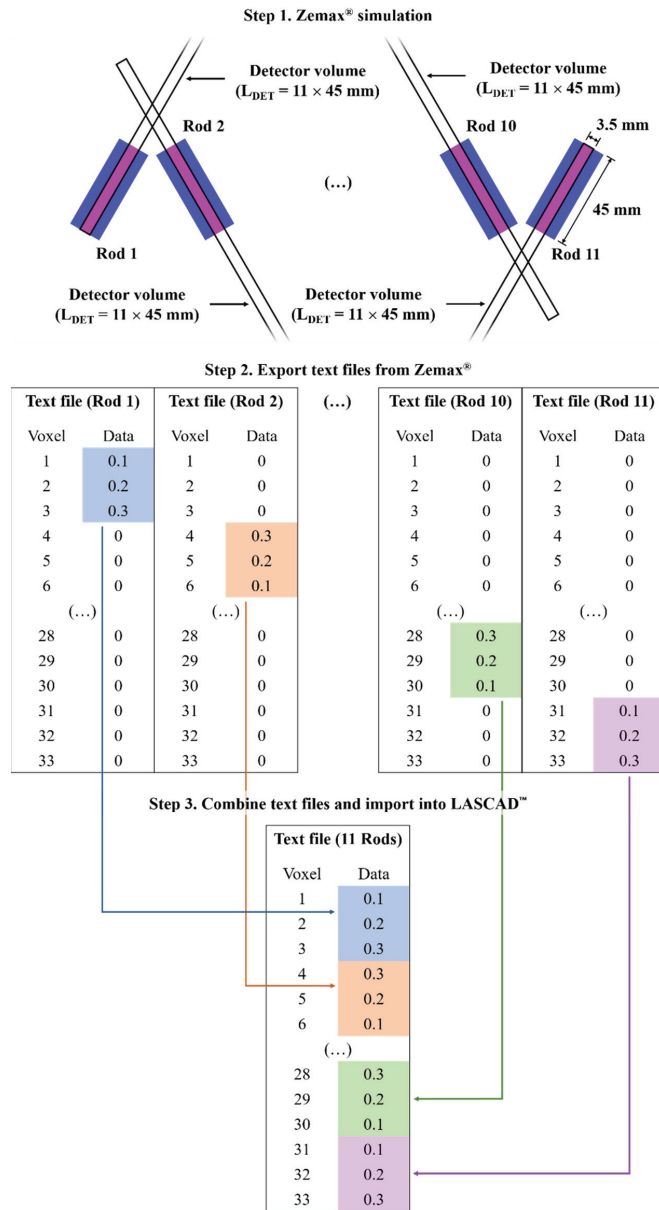 Step 1. Zemax® simulation
Detector volume
(L_DET = 11 × 45 mm)
Detector volume
(L_DET = 11 × 45 mm)
Rod 2
Rod 10
3.5 mm
(...)
45 mm
Rod 1
Rod 11
Detector volume
(L_DET = 11 × 45 mm)
Detector volume
(L_DET = 11 × 45 mm)
Step 2. Export text files from Zemax®
Text file (Rod 1) Text file (Rod 2) (...) Text file (Rod 10) Text file (Rod 11)
Voxel Data Voxel Data Voxel Data Voxel Data
1 0.1 1 0 1 0 1 0
2 0.2 2 0 2 0 2 0
3 0.3 3 0 3 0 3 0
4 0 4 0.3 4 0 4 0
5 0 5 0.2 5 0 5 0
6 0 6 0.1 6 0 6 0
(...) (...) (...) (...)
28 0 28 0 28 0.3 28 0
29 0 29 0 29 0.2 29 0
30 0 30 0 30 0.1 30 0
31 0 31 0 31 0 31 0.1
32 0 32 0 32 0 32 0.2
33 0 33 0 33 0 33 0.3
Step 3. Combine text files and import into LASCAD™
Text file (11 Rods)
Voxel Data
1 0.1
2 0.2
3 0.3
4 0.3
5 0.2
6 0.1
(...)
28 0.3
29 0.2
30 0.1
31 0.1
32 0.2
33 0.3